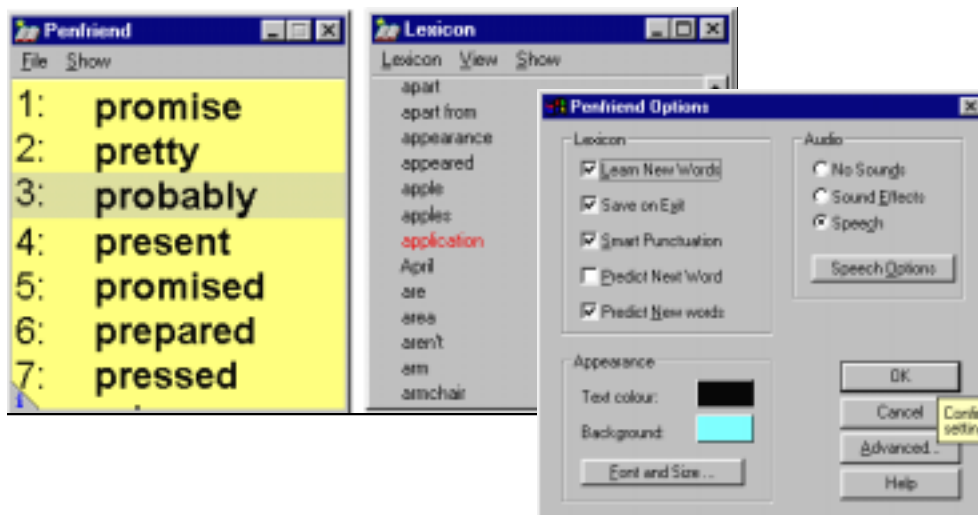 Penfriend
File Show
1: promise
2: pretty
3: probably
4: present
5: promised
6: prepared
7: pressed
Lexicon
Lexicon View Show
apart
apart from
appearance
appeared
apple
apples
application
April
are
area
aren't
arm
armchair
Penfriend Options
Lexicon
Learn New Words
Save on Exit
Smart Punctuation
Predict Next Word
Predict New words
Audio
No Sounds
Sound Effects
Speech
Speech Options
Appearance
Text colour:
Background:
Font and Size ...
OK
Cancel
Advanced...
Help